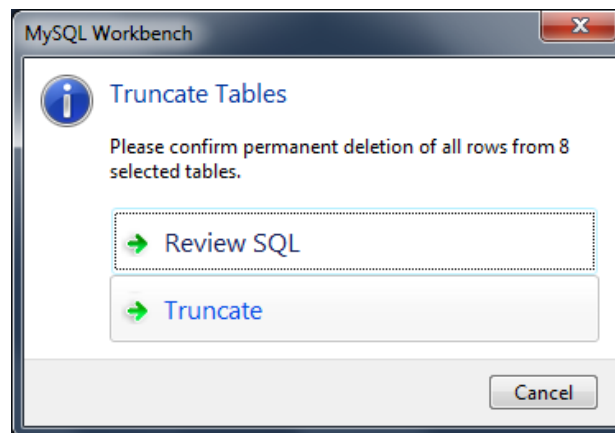 MySQL Workbench
Truncate Tables
Please confirm permanent deletion of all rows from 8
selected tables.
Review SQL
Truncate
Cancel